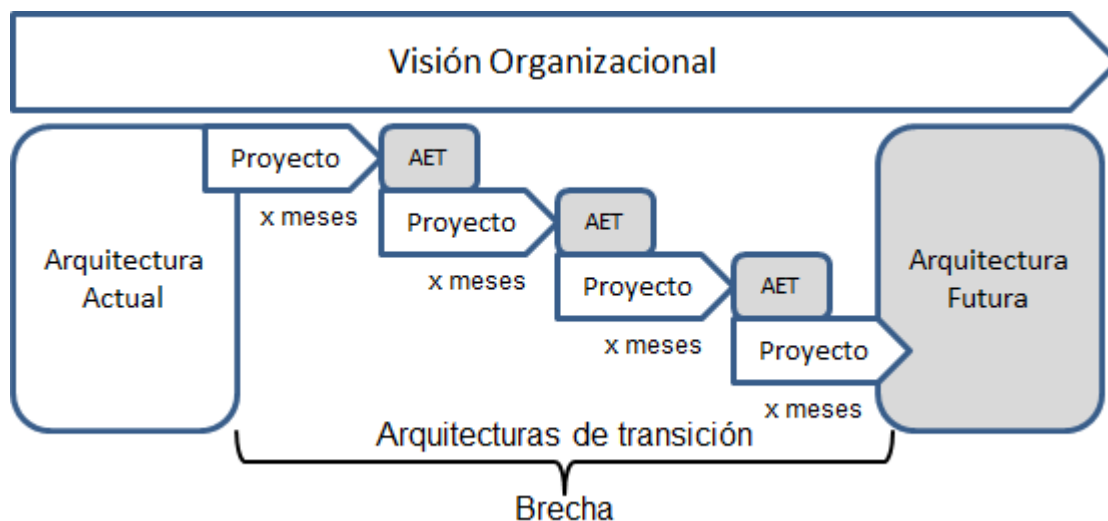 Visión Organizacional
Proyecto
AET
x meses
Proyecto
AET
x meses
Proyecto
AET
x meses
Proyecto
x meses
Arquitectura
Actual
Arquitectura
Futura
Arquitecturas de transición
Brecha